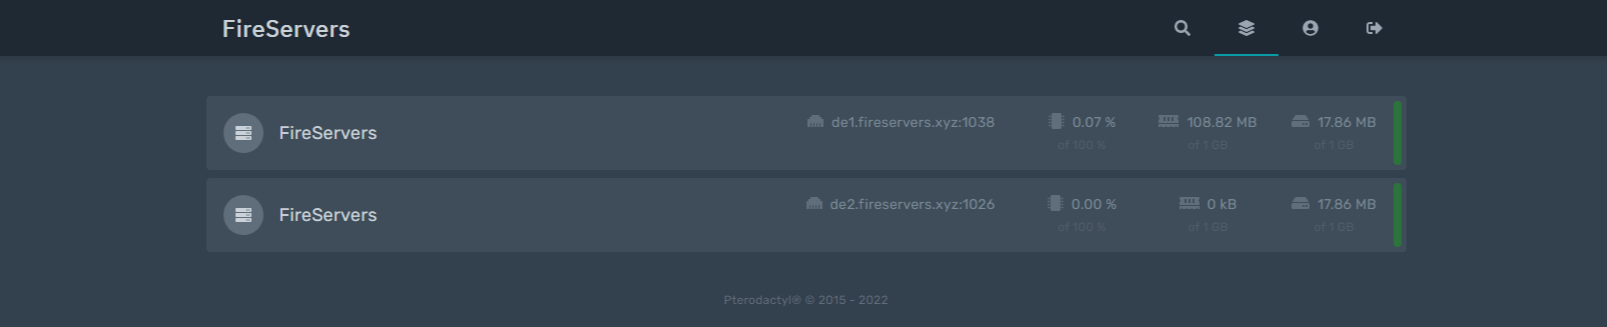 FireServers
FireServers de1.fireservers.xyz:1038 0.07 % 108.82 MB 17.86 MB
of 100 % of 1 GB of 1 GB
FireServers de2.fireservers.xyz:1026 0.00 % 0 kB 17.86 MB
of 100 % of 1 GB of 1 GB
Pterodactyl® © 2015 - 2022